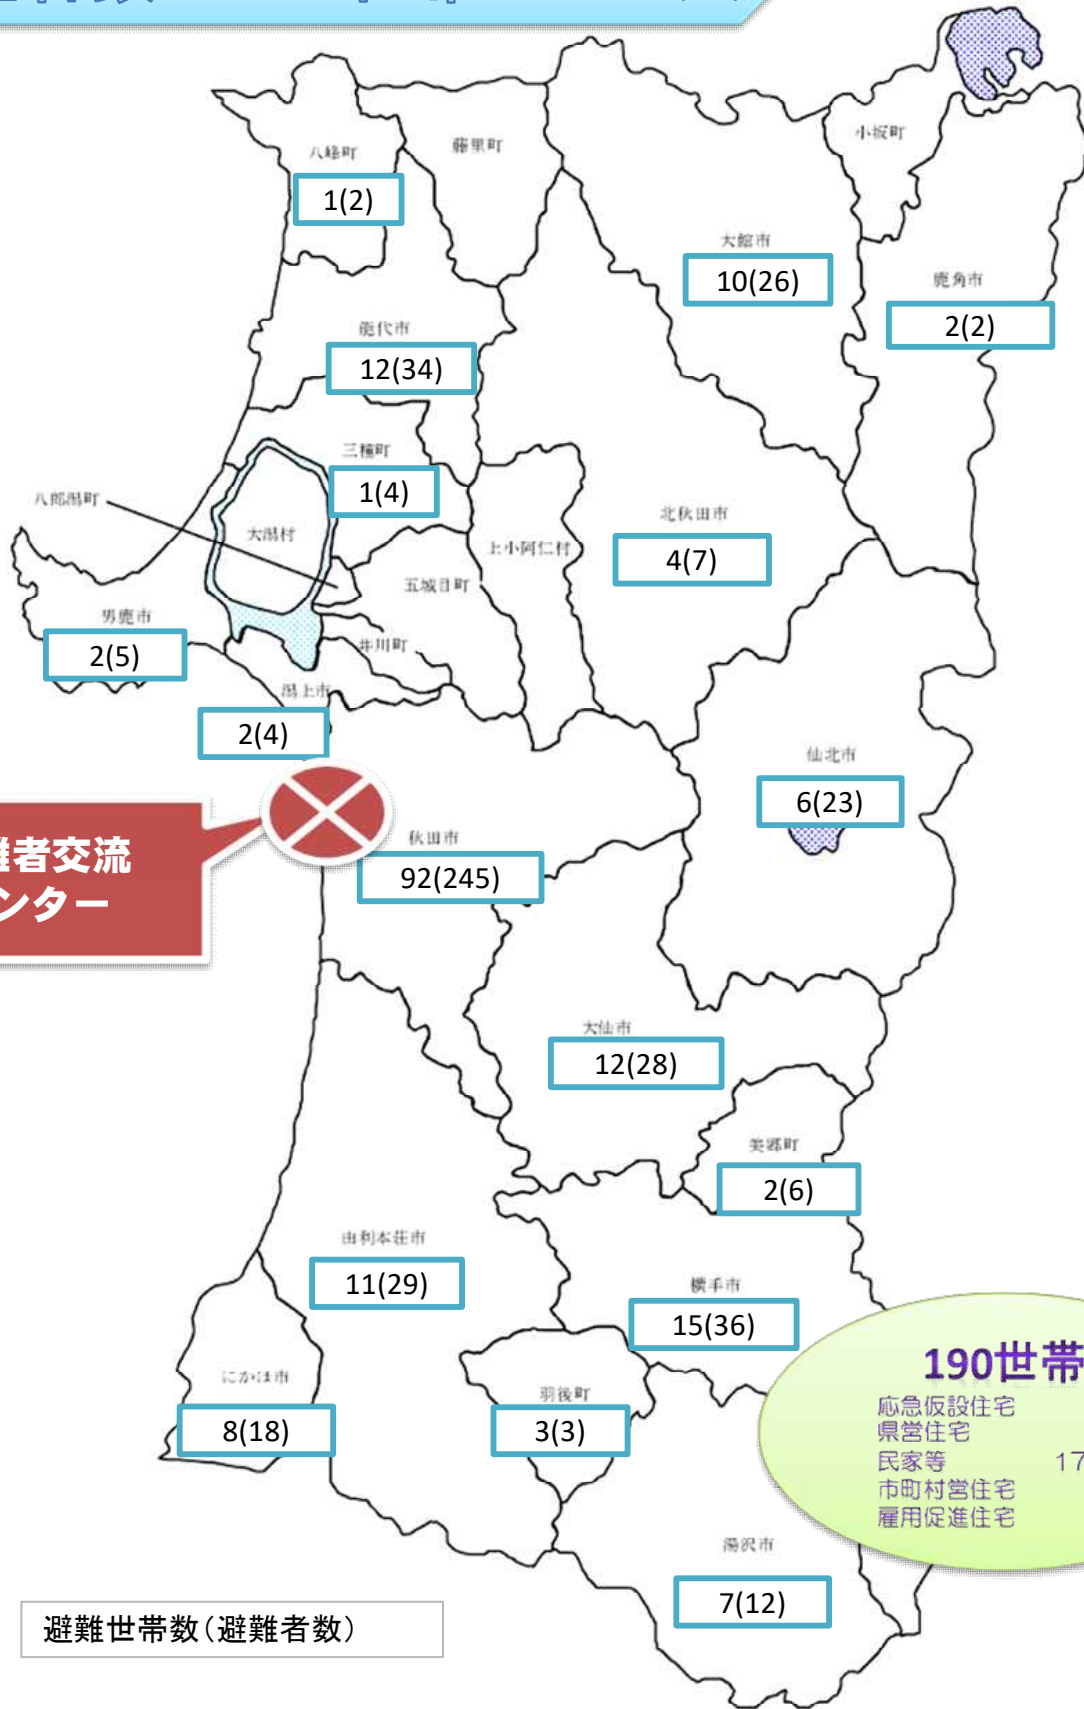 八峰町
1(2)
藤里町
小坂町
大館市
10(26)
鹿角市
2(2)
能代市
12(34)
三種町
1(4)
八郎潟町
大潟村
上小阿仁村
北秋田市
4(7)
五城目町
男鹿市
2(5)
井川町
潟上市
2(4)
仙北市
6(23)
難者交流
ンター
秋田市
92(245)
大仙市
12(28)
美郷町
2(6)
由利本荘市
11(29)
横手市
15(36)
190世帯
応急仮設住宅
県営住宅
民家等 17
市町村営住宅
雇用促進住宅
にかほ市
8(18)
羽後町
3(3)
湯沢市
7(12)
避難世帯数(避難者数)